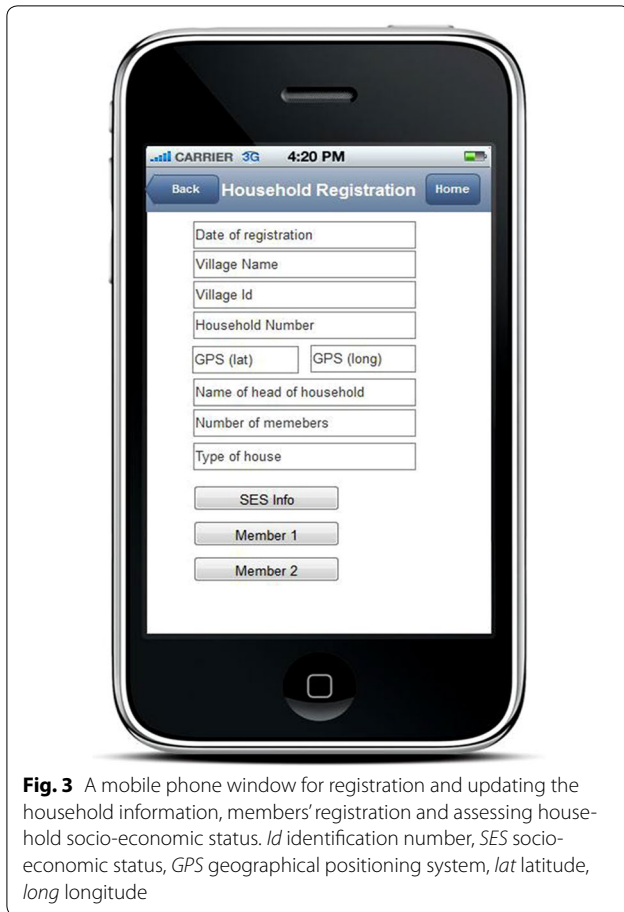 CARRIER 3G 4:20 PM
Back Household Registration Home
Date of registration
Village Name
Village Id
Household Number
GPS (lat) GPS (long)
Name of head of household
Number of memebers
Type of house
SES Info
Member 1
Member 2
Fig. 3 A mobile phone window for registration and updating the
household information, members’ registration and assessing house-
hold socio-economic status. Id identification number, SES socio-
economic status, GPS geographical positioning system, lat latitude,
long longitude